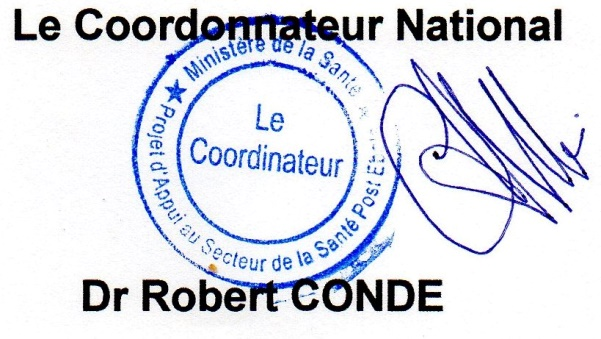 Le Coordonnateur National
Ministère de la Santé
Projet d'Appui au Secteur de la Santé Post
Le
Coordinateur
Dr Robert CONDE